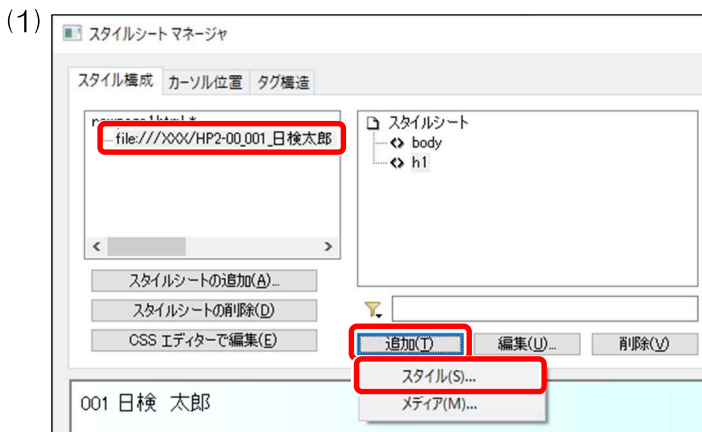 (1)
スタイルシート マネージャ
スタイル構成 カーソル位置 タグ構造
file:///XXX/HP2-00_001_日検太郎
スタイルシート
body
h1
スタイルシートの追加(A)...
スタイルシートの削除(D)
CSS エディターで編集(E)
追加(T) 編集(U)... 削除(V)
スタイル(S)...
メディア(M)...
001 日検 太郎